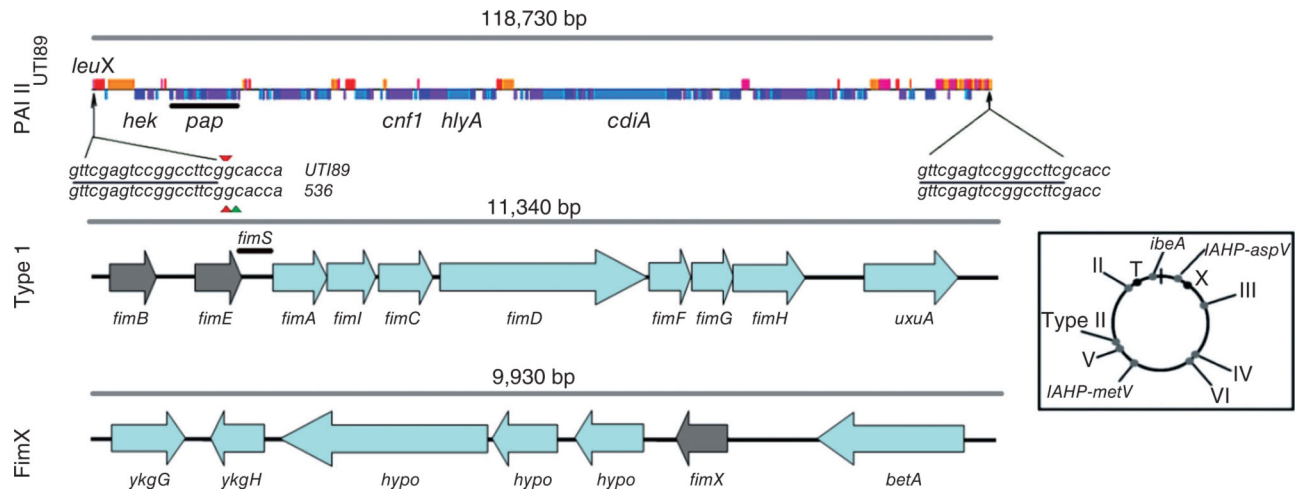 118,730 bp
PAI II UTI89
leuX
hek pap cnf1 hlyA cdiA
gttcgagtccggccttcggcacca UTI89
gttcgagtccggccttcggcacca 536
gttcgagtccggccttcgcacc
gttcgagtccggccttcgacc
11,340 bp
Type 1
fimS
fimB fimE fimA fimI fimC fimD fimF fimG fimH uxuA
9,930 bp
FimX
ykgG ykgH hypo hypo hypo fimX betA
ibeA
IAHP-aspV
II T X
III
Type II
V
IV
IAHP-metV
VI